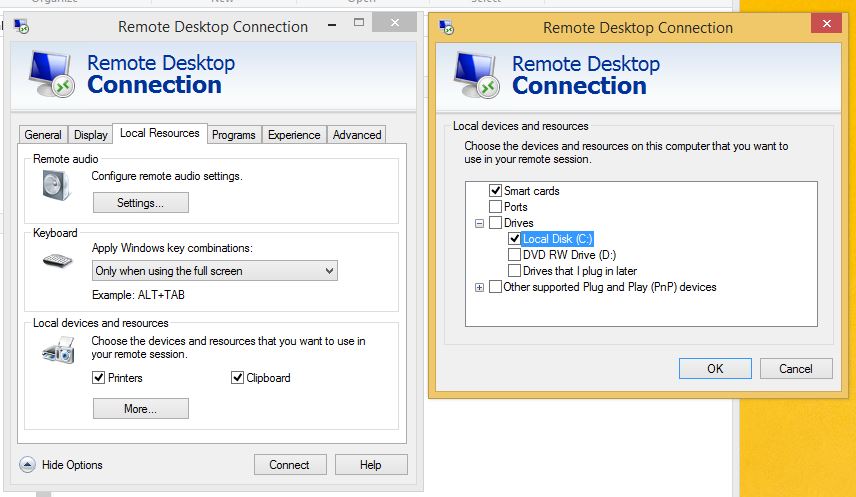 Remote Desktop Connection
Remote Desktop
Connection
General Display Local Resources Programs Experience Advanced
Remote audio
Configure remote audio settings.
Settings...
Keyboard
Apply Windows key combinations:
Only when using the full screen
Example: ALT+TAB
Local devices and resources
Choose the devices and resources that you want to use in
your remote session.
Printers Clipboard
More...
Hide Options Connect Help
Remote Desktop Connection
Remote Desktop
Connection
Local devices and resources
Choose the devices and resources on this computer that you want to
use in your remote session.
Smart cards
Ports
Drives
Local Disk (C:)
DVD RW Drive (D:)
Drives that I plug in later
Other supported Plug and Play (PnP) devices
OK Cancel